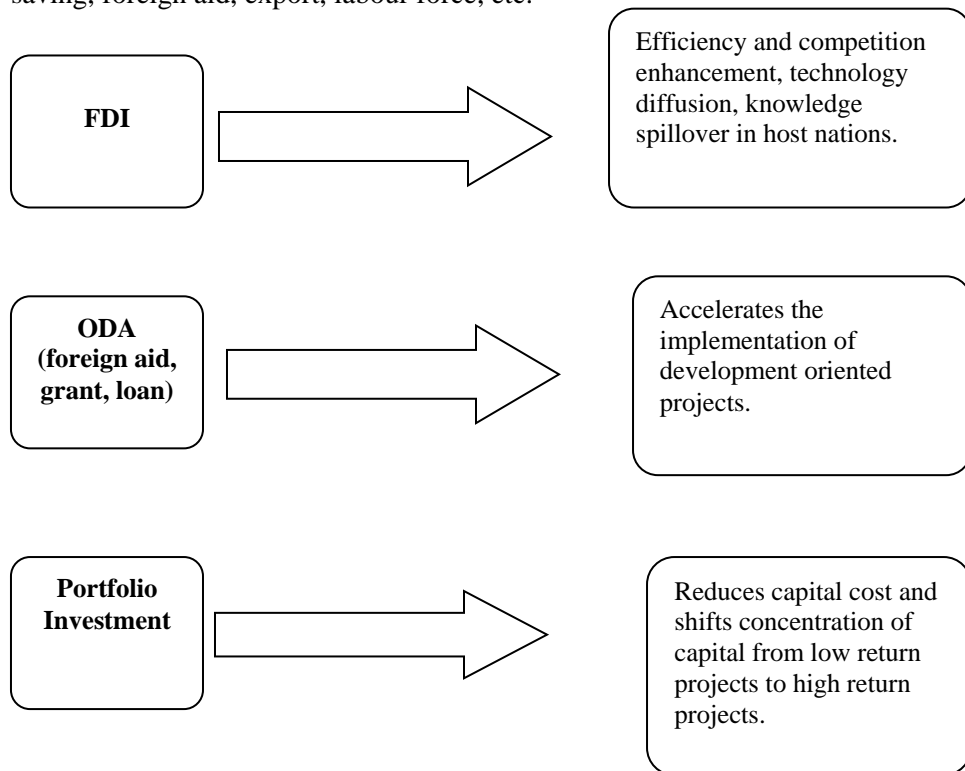 saving, foreign aid, export, labour force, etc.
FDI
Efficiency and competition
enhancement, technology
diffusion, knowledge
spillover in host nations.
ODA
(foreign aid,
grant, loan)
Accelerates the
implementation of
development oriented
projects.
Portfolio
Investment
Reduces capital cost and
shifts concentration of
capital from low return
projects to high return
projects.